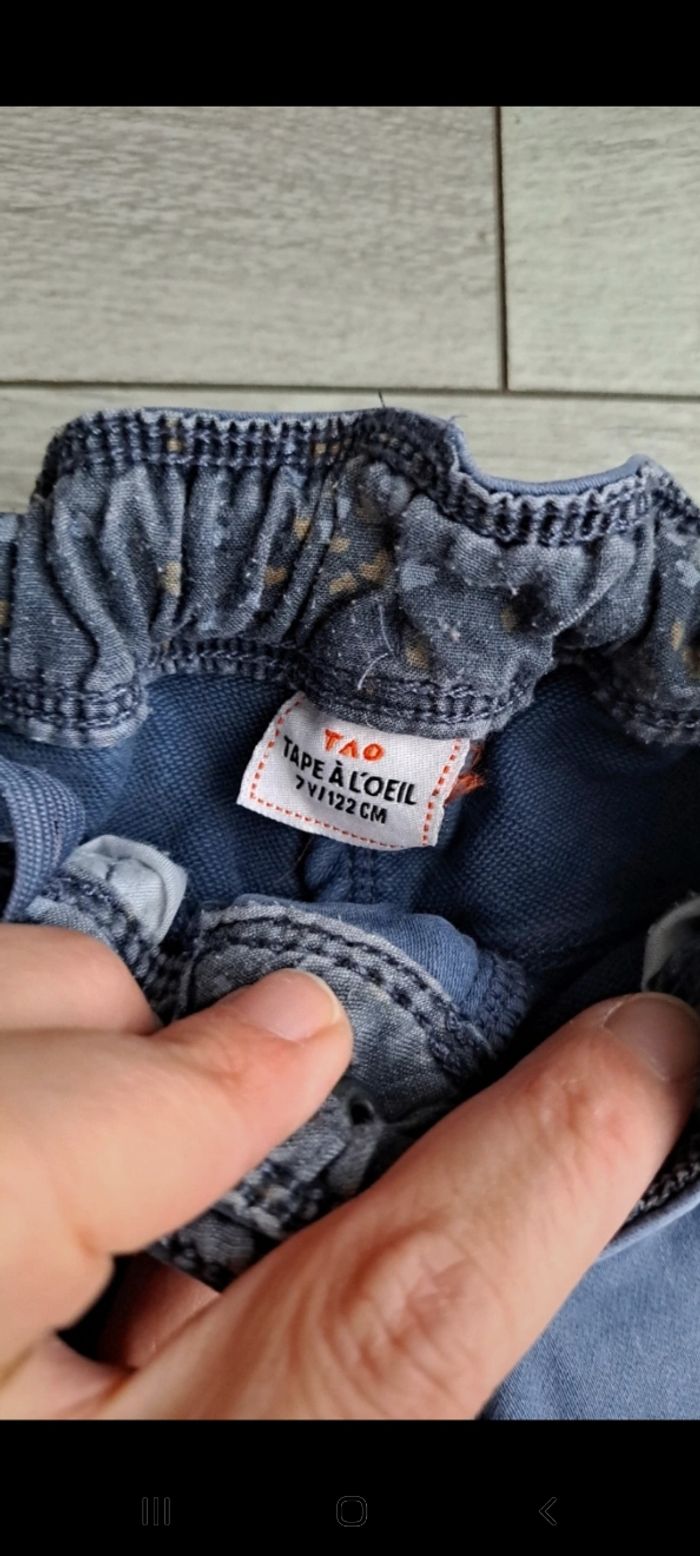 TAO
TAPE À L'OEIL
7 Y/122 CM